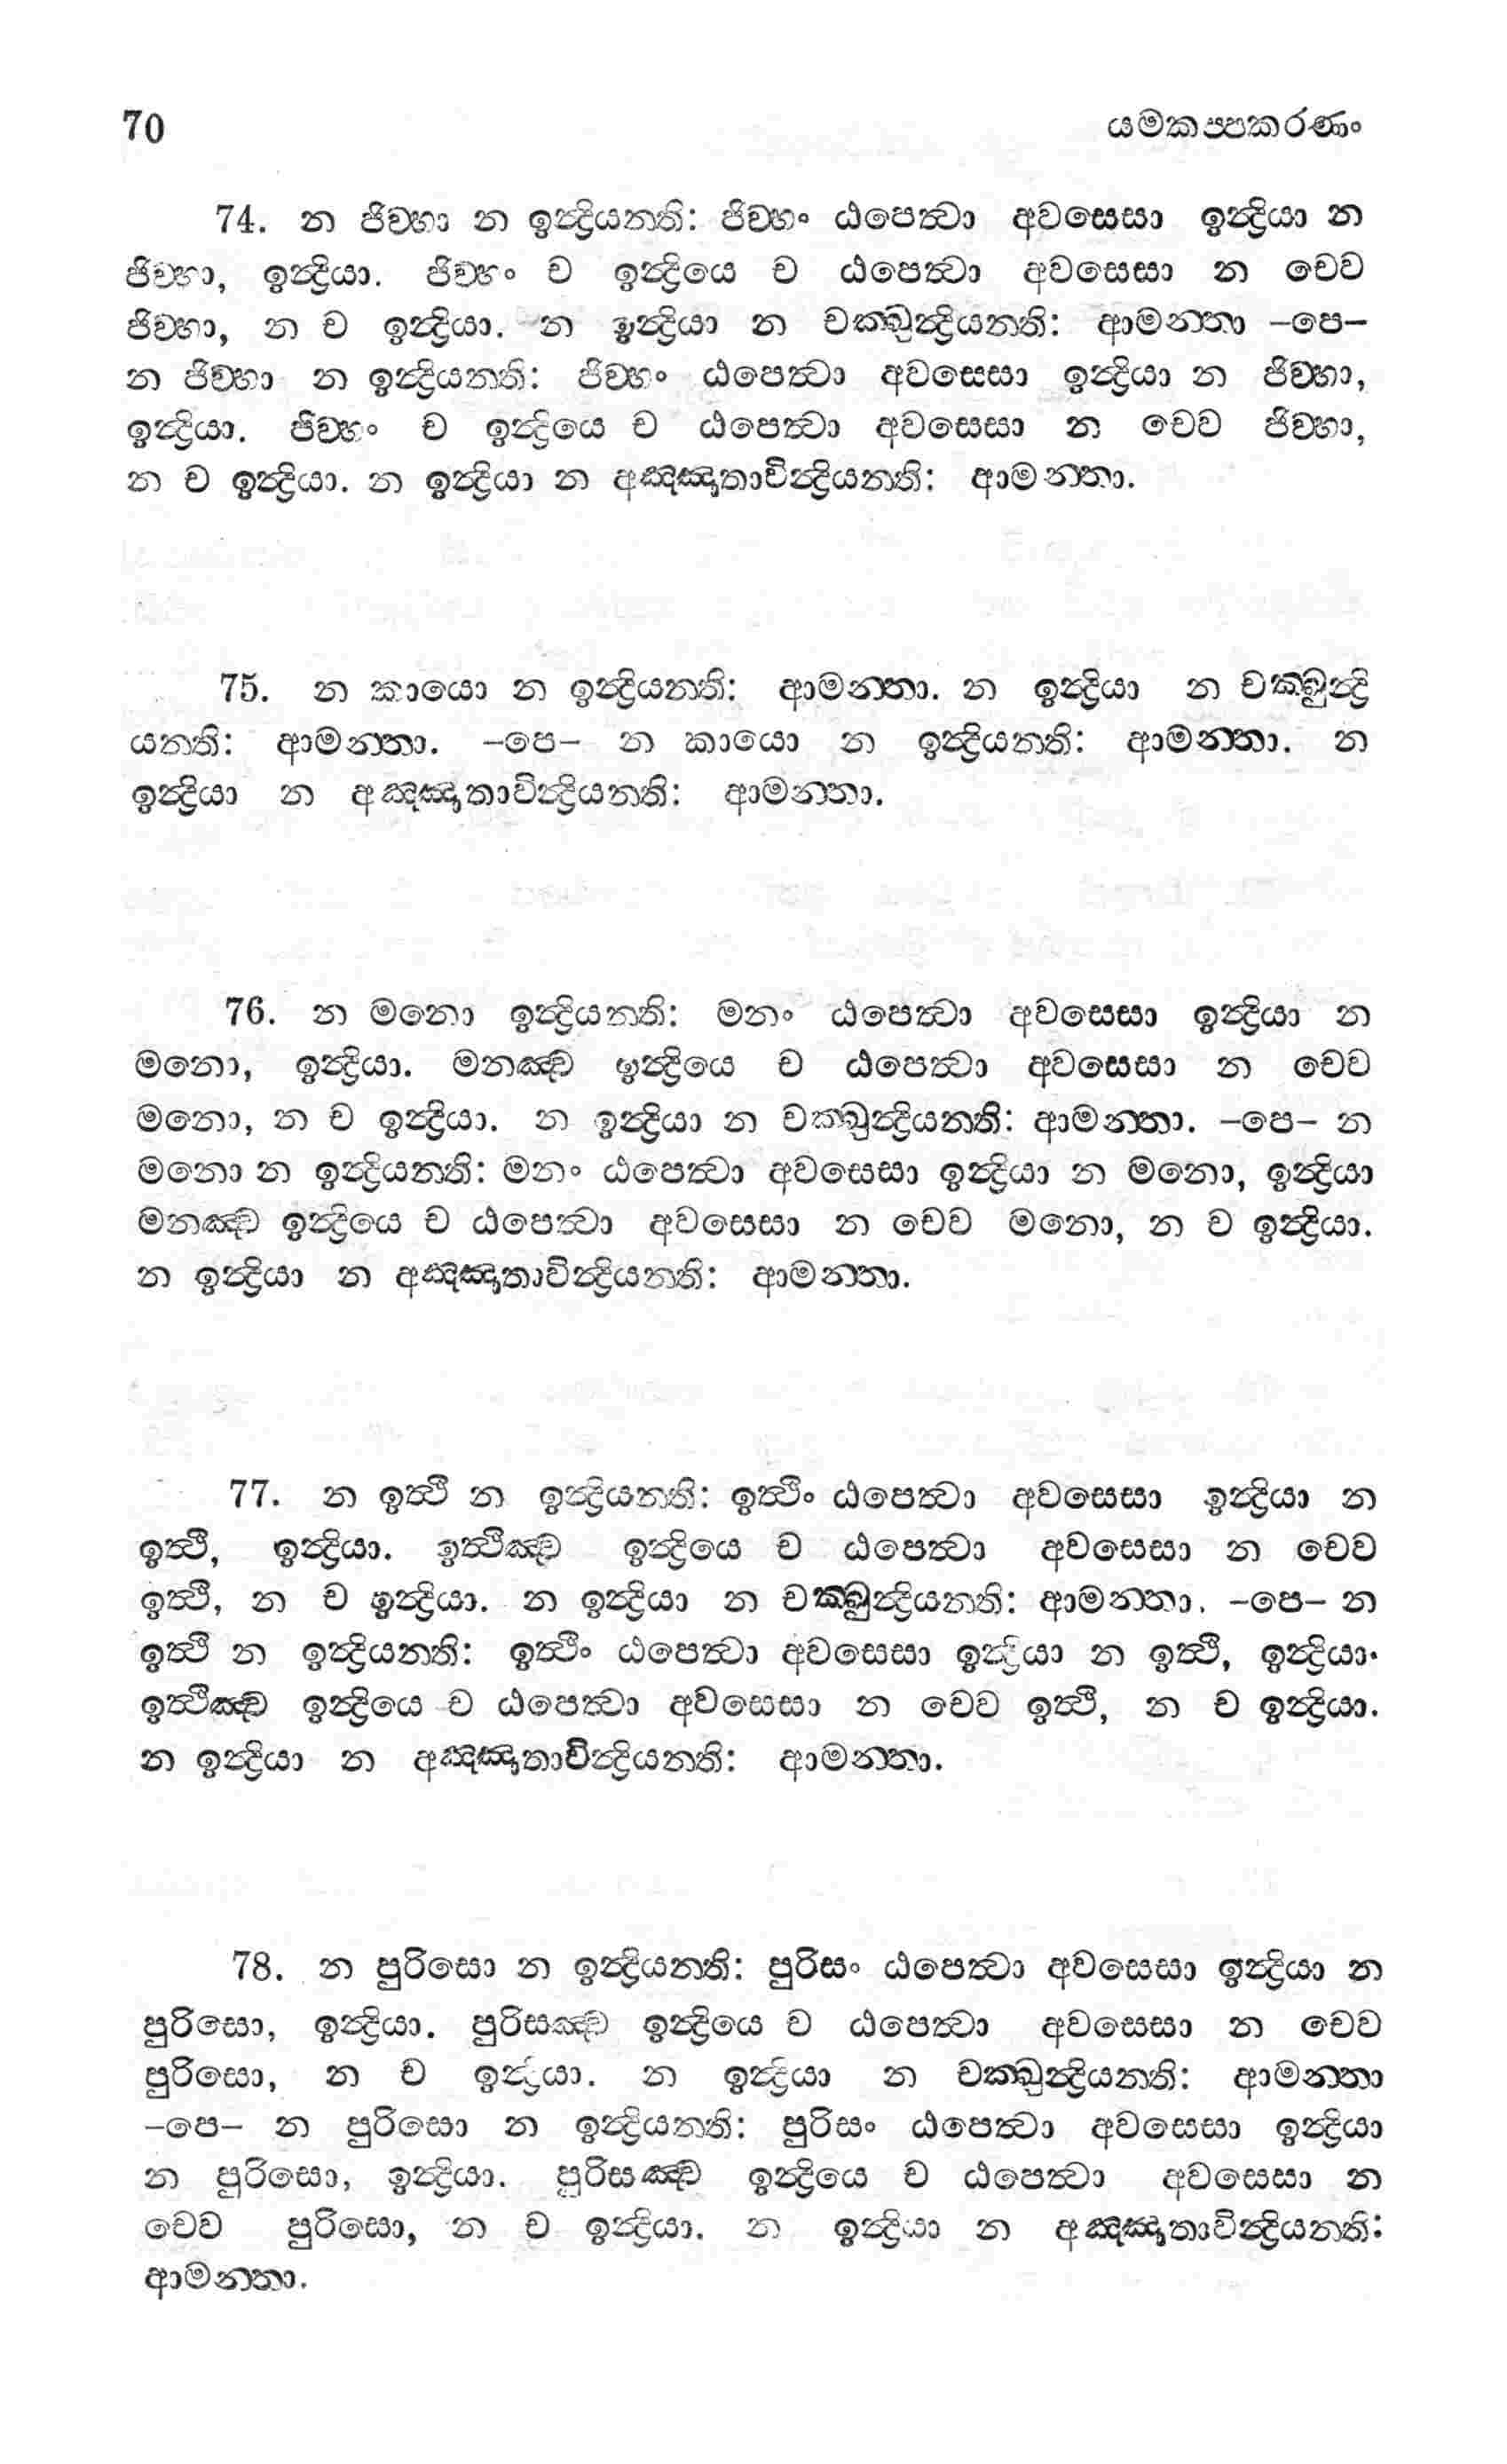 70 යමකප්පකරණං
74. න ජිව්හා න ඉන්ද්‍රියන්ති: ජිව්හං ඨපෙත්වා අවසෙසා ඉන්ද්‍රියා න
ජිව්හා, ඉන්ද්‍රියා. ජිව්හං ච ඉන්ද්‍රියෙ ච ඨපෙත්වා අවසෙසා න චෙව
ජිව්හා, න ච ඉන්ද්‍රියා. න ඉන්ද්‍රියා න චක්ඛුන්ද්‍රියන්ති: ආමන්තා –පෙ–
න ජිව්හා න ඉන්ද්‍රියන්ති: ජිව්හං ඨපෙත්වා අවසෙසා ඉන්ද්‍රියා න ජිව්හා,
ඉන්ද්‍රියා. ජිව්හං ච ඉන්ද්‍රියෙ ච ඨපෙත්වා අවසෙසා න චෙව ජිව්හා,
න ච ඉන්ද්‍රියා. න ඉන්ද්‍රියා න අඤ්ඤාතාවින්ද්‍රියන්ති: ආමන්තා.
75. න කායො න ඉන්ද්‍රියන්ති: ආමන්තා. න ඉන්ද්‍රියා න චක්ඛුන්ද්‍රි
යන්ති: ආමන්තා. –පෙ– න කායො න ඉන්ද්‍රියන්ති: ආමන්තා. න
ඉන්ද්‍රියා න අඤ්ඤාතාවින්ද්‍රියන්ති: ආමන්තා.
76. න මනො ඉන්ද්‍රියන්ති: මනං ඨපෙත්වා අවසෙසා ඉන්ද්‍රියා න
මනො, ඉන්ද්‍රියා. මනඤ්ච ඉන්ද්‍රියෙ ච ඨපෙත්වා අවසෙසා න චෙව
මනො, න ච ඉන්ද්‍රියා. න ඉන්ද්‍රියා න චක්ඛුන්ද්‍රියන්ති: ආමන්තා. –පෙ– න
මනො න ඉන්ද්‍රියන්ති: මනං ඨපෙත්වා අවසෙසා ඉන්ද්‍රියා න මනො, ඉන්ද්‍රියා
මනඤ්ච ඉන්ද්‍රියෙ ච ඨපෙත්වා අවසෙසා න චෙව මනො, න ච ඉන්ද්‍රියා.
න ඉන්ද්‍රියා න අඤ්ඤාතාවින්ද්‍රියන්ති: ආමන්තා.
77. න ඉත්ථි න ඉන්ද්‍රියන්ති: ඉත්ථිං ඨපෙත්වා අවසෙසා ඉන්ද්‍රියා න
ඉත්ථී, ඉන්ද්‍රියා. ඉත්ථිඤ්ච ඉන්ද්‍රියෙ ච ඨපෙත්වා අවසෙසා න චෙව
ඉත්ථි, න ච ඉන්ද්‍රියා. න ඉන්ද්‍රියා න චක්ඛුන්ද්‍රියන්ති: ආමන්තා. –පෙ– න
ඉත්ථි න ඉන්ද්‍රියන්ති: ඉත්ථිං ඨපෙත්වා අවසෙසා ඉන්ද්‍රියා න ඉත්ථි, ඉන්ද්‍රියා.
ඉත්ථිඤ්ච ඉන්ද්‍රියෙ ච ඨපෙත්වා අවසෙසා න චෙව ඉත්ථි, න ච ඉන්ද්‍රියා.
න ඉන්ද්‍රියා න අඤ්ඤාතාවින්ද්‍රියන්ති: ආමන්තා.
78. න පුරිසො න ඉන්ද්‍රියන්ති: පුරිසං ඨපෙත්වා අවසෙසා ඉන්ද්‍රියා න
පුරිසො, ඉන්ද්‍රියා. පුරිසඤ්ච ඉන්ද්‍රියෙ ච ඨපෙත්වා අවසෙසා න චෙව
පුරිසො, න ච ඉන්ද්‍රියා. න ඉන්ද්‍රියා න චක්ඛුන්ද්‍රියන්ති: ආමන්තා
–පෙ– න පුරිසො න ඉන්ද්‍රියන්ති: පුරිසං ඨපෙත්වා අවසෙසා ඉන්ද්‍රියා
න පුරිසො, ඉන්ද්‍රියා. පුරිසඤ්ච ඉන්ද්‍රියෙ ච ඨපෙත්වා අවසෙසා න
චෙව පුරිසො, න ච ඉන්ද්‍රියා. න ඉන්ද්‍රියා න අඤ්ඤාතාවින්ද්‍රියන්ති:
ආමන්තා.